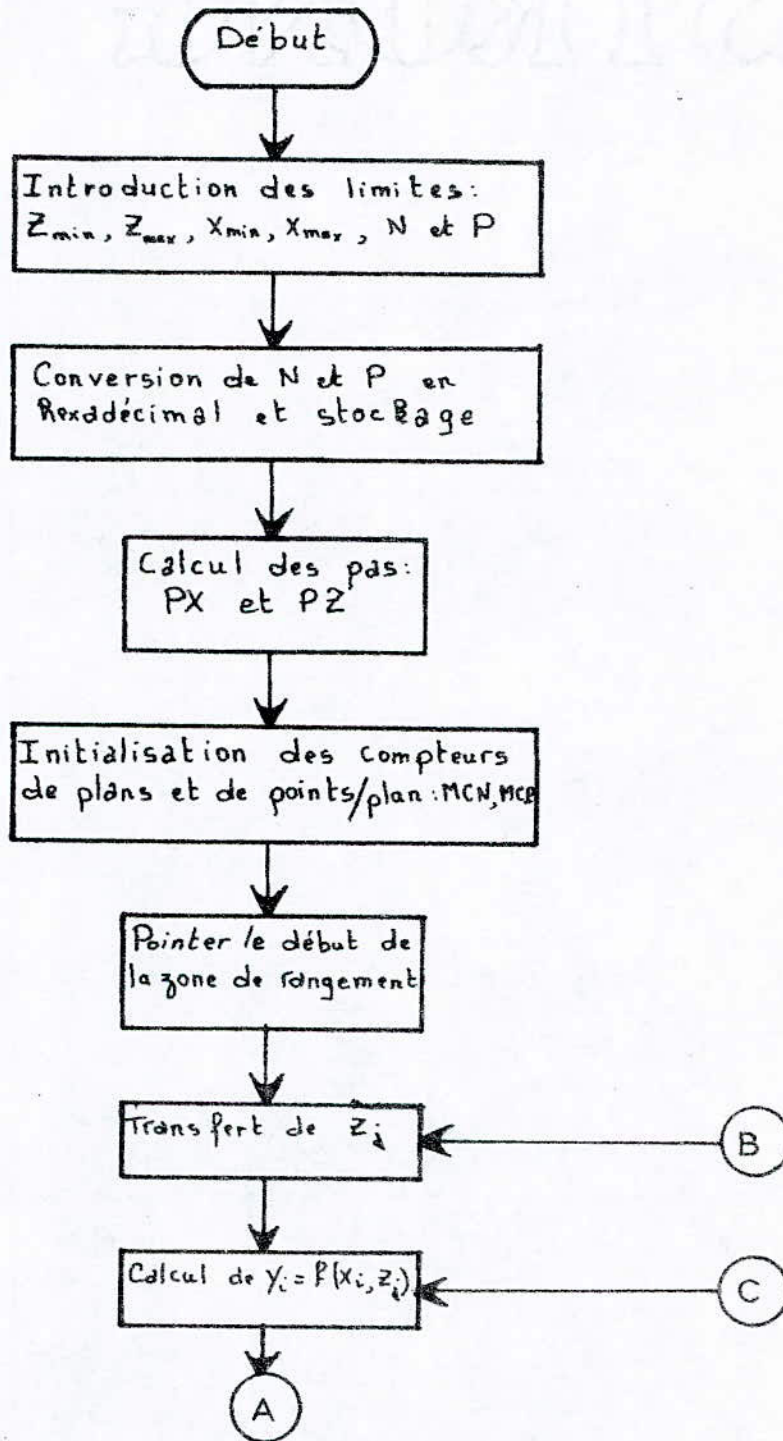 Début
Introduction des limites:
Zmin, Zmax, Xmin, Xmax, N et P
Conversion de N et P en
hexadécimal et stockage
Calcul des pas:
PX et PZ
Initialisation des compteurs
de plans et de points/plan: MCN, MCP
Pointer le début de
la zone de rangement
Transfert de Zj
B
Calcul de yi = f(xi, zj)
C
A